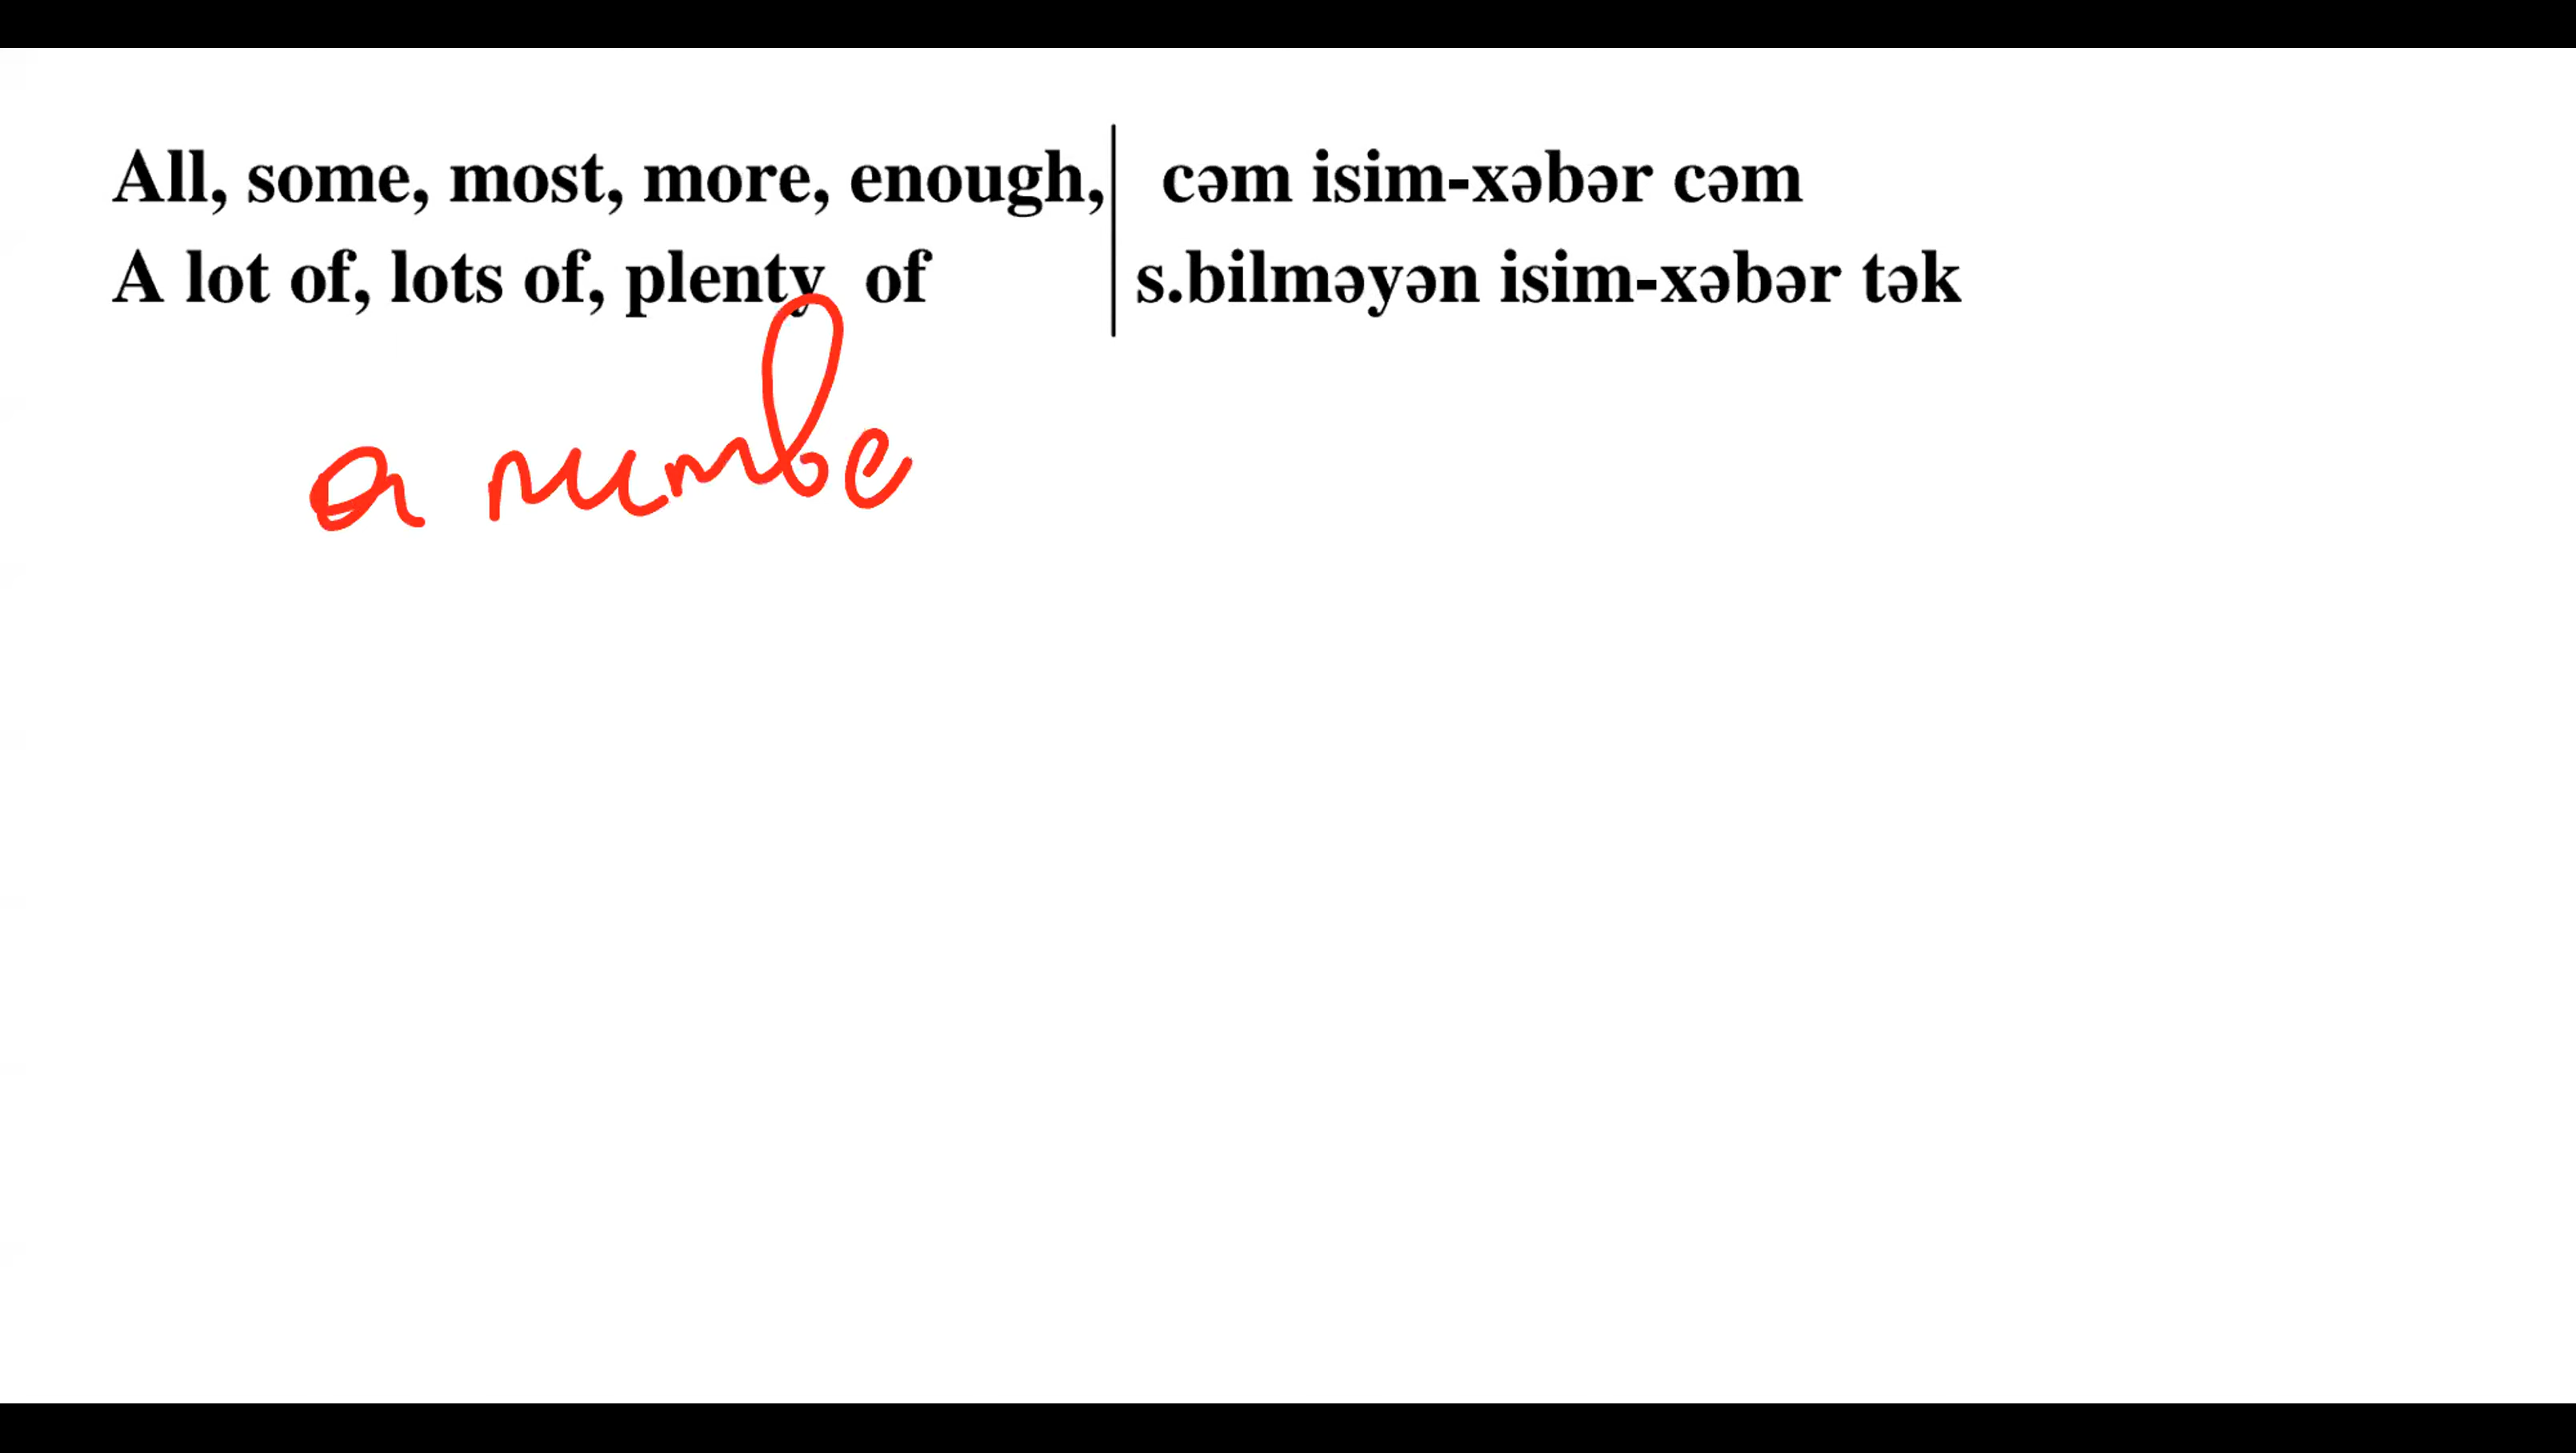 All, some, most, more, enough, cəm isim-xəbər cəm
A lot of, lots of, plenty of s.bilməyən isim-xəbər tək
a numbe